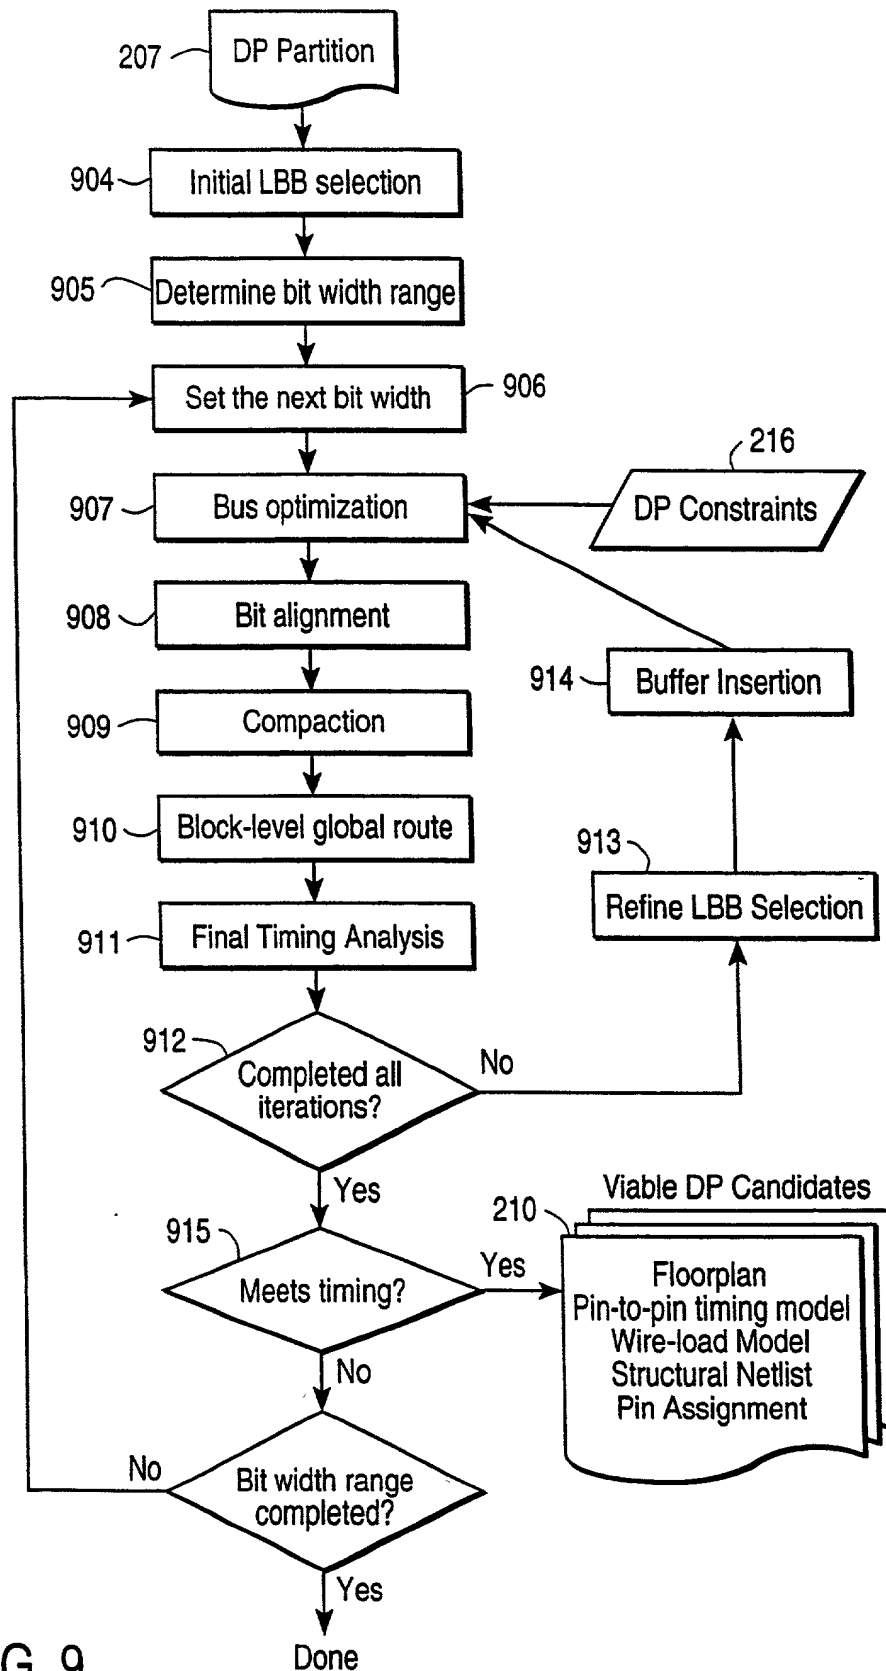 207
DP Partition
904
Initial LBB selection
905
Determine bit width range
Set the next bit width
906
216
907
Bus optimization
DP Constraints
908
Bit alignment
914
Buffer Insertion
909
Compaction
910
Block-level global route
913
Refine LBB Selection
911
Final Timing Analysis
912
Completed all
iterations?
No
Yes
Viable DP Candidates
915
Meets timing?
Yes
210
Floorplan
Pin-to-pin timing model
Wire-load Model
Structural Netlist
Pin Assignment
No
No
Bit width range
completed?
Yes
Done
G. 9